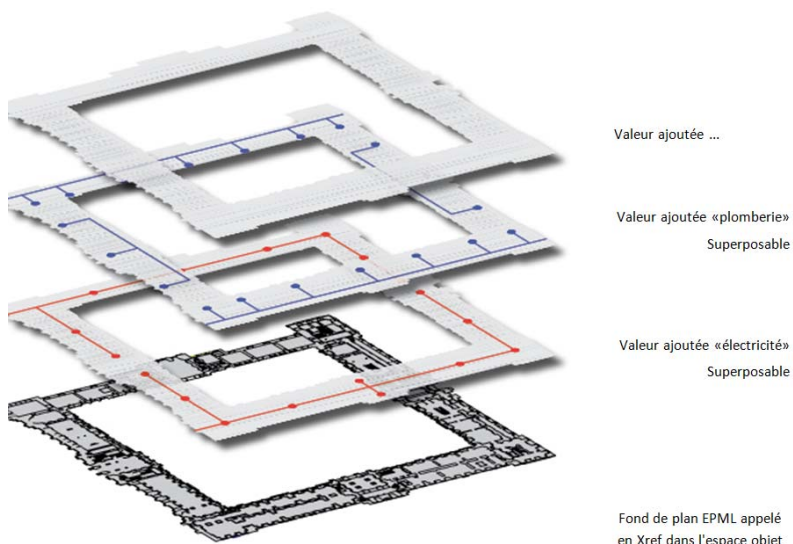 Valeur ajoutée ...
Valeur ajoutée «plomberie»
Superposable
Valeur ajoutée «électricité»
Superposable
Fond de plan EPML appelé
en Xref dans l'espace objet